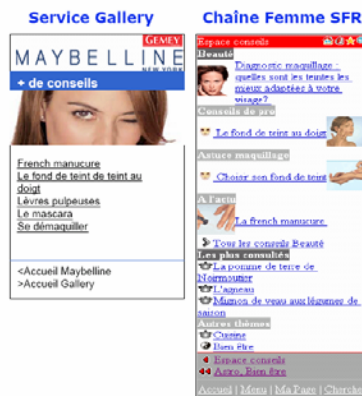 Service Gallery
GEMEY
MAYBELLINE
NEW YORK
+ de conseils
French manucure
Le fond de teint de teint au
doigt
Lèvres pulpeuses
Le mascara
Se démaquiller
<Accueil Maybelline
>Accueil Gallery
Chaîne Femme SFR
Espace conseils
Beauté
Diagnostic maquillage :
quelles sont les teintes les
mieux adaptées à votre
visage?
Conseils de pro
Le fond de teint au doigt
Astuce maquillage
Choisir son fond de teint
A l'actu
La french manucure
Tous les conseils Beauté
Les plus consultés
La pomme de terre de
Noirmoutier
L'agneau
Mignon de veau aux légumes de
saison
Autres thèmes
Cuisine
Bien être
Espace conseils
Astro, Bien être
Accueil | Menu | Ma Page | Cherche